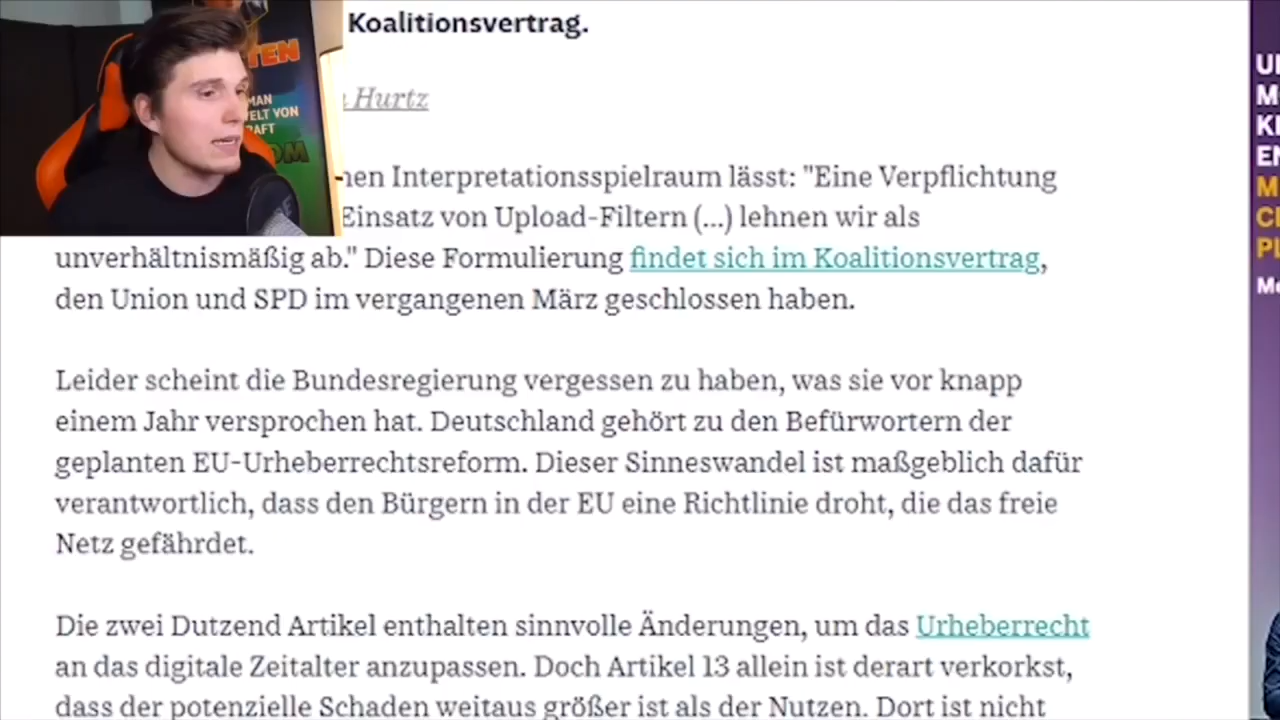 Koalitionsvertrag.
Hurtz
Interpretationsspielraum lässt: "Eine Verpflichtung
Einsatz von Upload-Filtern (...) lehnen wir als
unverhältnismäßig ab." Diese Formulierung findet sich im Koalitionsvertrag,
den Union und SPD im vergangenen März geschlossen haben.
Leider scheint die Bundesregierung vergessen zu haben, was sie vor knapp
einem Jahr versprochen hat. Deutschland gehört zu den Befürwortern der
geplanten EU-Urheberrechtsreform. Dieser Sinneswandel ist maßgeblich dafür
verantwortlich, dass den Bürgern in der EU eine Richtlinie droht, die das freie
Netz gefährdet.
Die zwei Dutzend Artikel enthalten sinnvolle Änderungen, um das Urheberrecht
an das digitale Zeitalter anzupassen. Doch Artikel 13 allein ist derart verkorkst,
dass der potenzielle Schaden weitaus größer ist als der Nutzen. Dort ist nicht